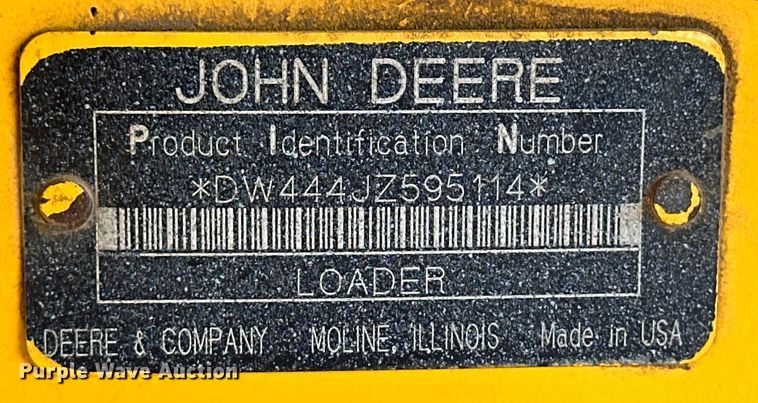 JOHN DEERE
Product Identification Number
*DW444JZ595114*
LOADER
DEERE & COMPANY MOLINE, ILLINOIS Made in USA
Purple Wave Auction